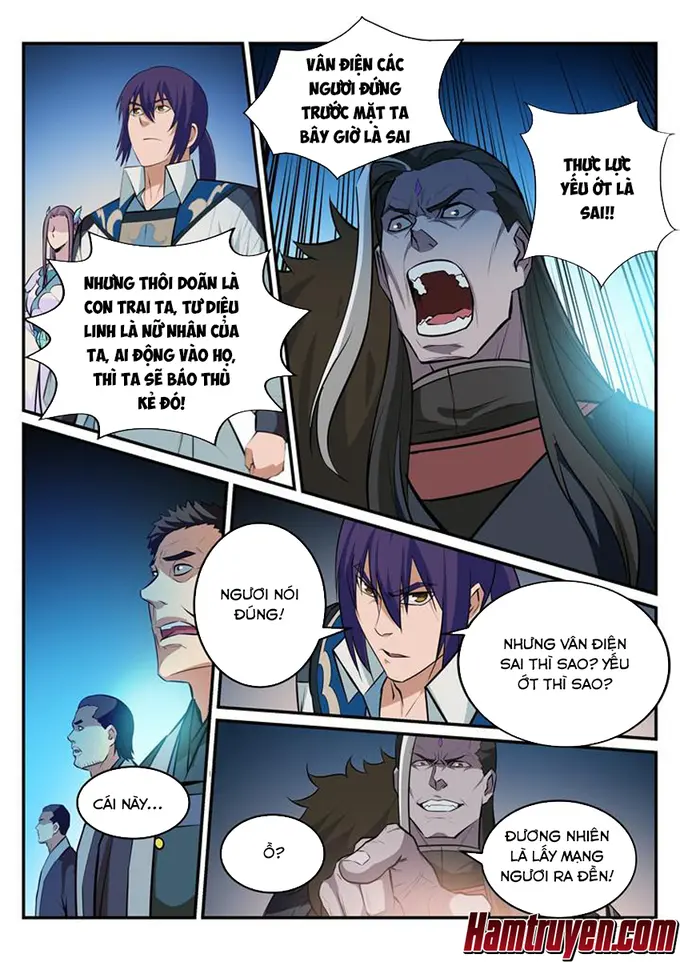 VÂN ĐIỆN CÁC
NGƯƠI ĐỨNG
TRƯỚC MẶT TA
BÂY GIỜ LÀ SAI
THỰC LỰC
YẾU ỚT LÀ
SAI!!
NHƯNG THÔI DOÃN LÀ
CON TRAI TA, TƯ DIỆU
LINH LÀ NỮ NHÂN CỦA
TA, AI ĐỘNG VÀO HỌ,
THÌ TA SẼ BÁO THÙ
KẺ ĐÓ!
NGƯƠI NÓI
ĐÚNG!
NHƯNG VÂN ĐIỆN
SAI THÌ SAO? YẾU
ỚT THÌ SAO?
CÁI NÀY...
Ồ?
ĐƯƠNG NHIÊN
LÀ LẤY MẠNG
NGƯƠI RA ĐỀN!
Hamtruyen.com